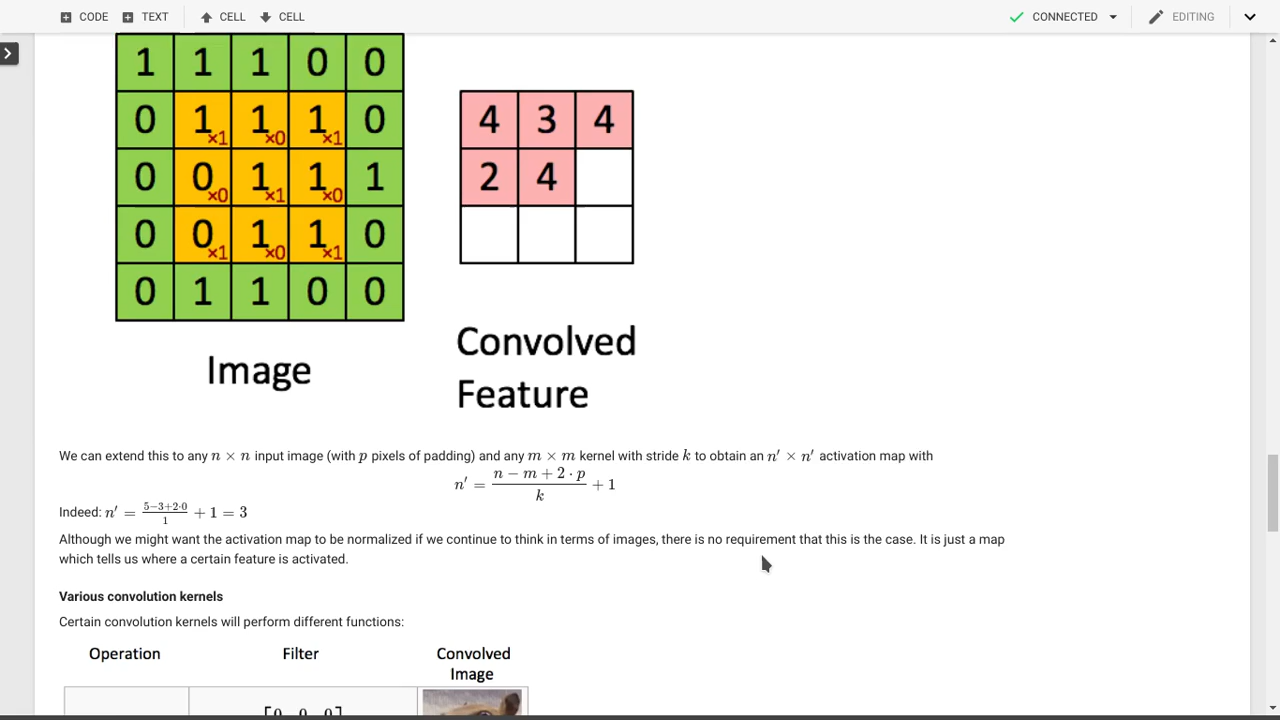 CODE TEXT CELL CELL CONNECTED EDITING
1 1 1 0 0
0 1×1 1×0 1×1 0
0 0×0 1×1 1×0 1
0 0×1 1×0 1×1 0
0 1 1 0 0
Image
4 3 4
2 4
Convolved
Feature
We can extend this to any n × n input image (with p pixels of padding) and any m × m kernel with stride k to obtain an n′ × n′ activation map with
n′ = (n − m + 2 · p)/k + 1
Indeed: n′ = (5−3+2·0)/1 + 1 = 3
Although we might want the activation map to be normalized if we continue to think in terms of images, there is no requirement that this is the case. It is just a map
which tells us where a certain feature is activated.
Various convolution kernels
Certain convolution kernels will perform different functions:
Operation Filter Convolved
Image